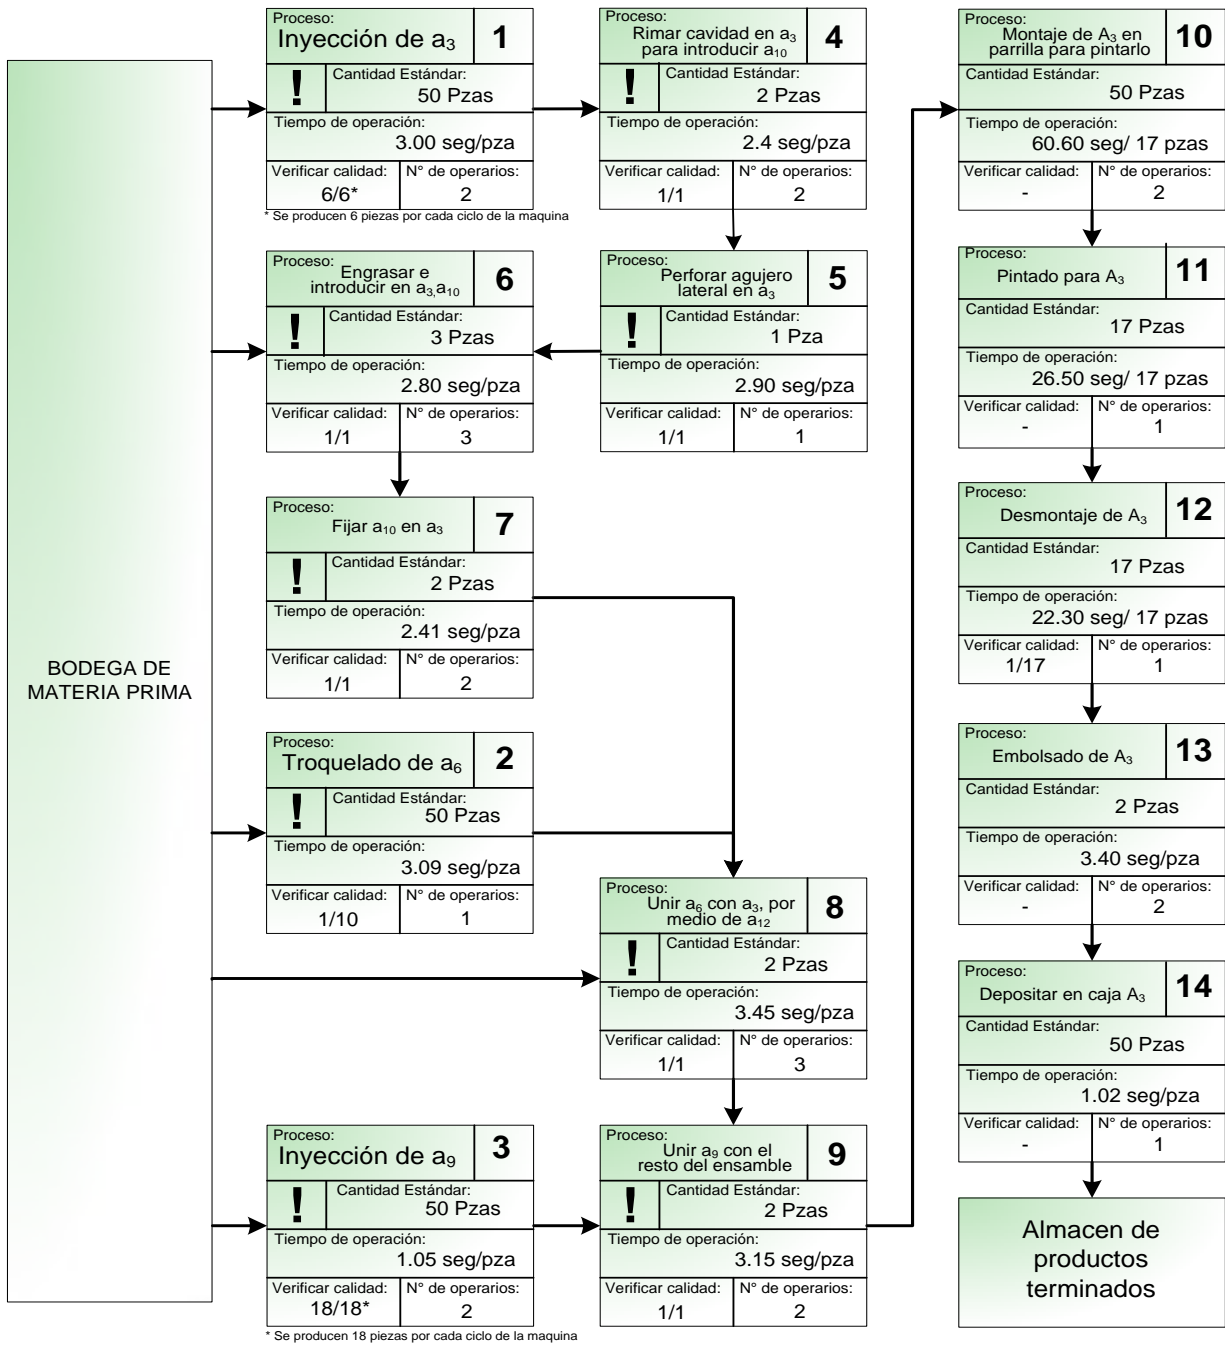 BODEGA DE
MATERIA PRIMA
Proceso:
Inyección de a₃
1
!
Cantidad Estándar:
50 Pzas
Tiempo de operación:
3.00 seg/pza
Verificar calidad:
6/6*
N° de operarios:
2
* Se producen 6 piezas por cada ciclo de la maquina
Proceso:
Rimar cavidad en a₃
para introducir a₁₀
4
!
Cantidad Estándar:
2 Pzas
Tiempo de operación:
2.4 seg/pza
Verificar calidad:
1/1
N° de operarios:
2
Proceso:
Engrasar e
introducir en a₃,a₁₀
6
!
Cantidad Estándar:
3 Pzas
Tiempo de operación:
2.80 seg/pza
Verificar calidad:
1/1
N° de operarios:
3
Proceso:
Perforar agujero
lateral en a₃
5
!
Cantidad Estándar:
1 Pza
Tiempo de operación:
2.90 seg/pza
Verificar calidad:
1/1
N° de operarios:
1
Proceso:
Fijar a₁₀ en a₃
7
!
Cantidad Estándar:
2 Pzas
Tiempo de operación:
2.41 seg/pza
Verificar calidad:
1/1
N° de operarios:
2
Proceso:
Troquelado de a₆
2
!
Cantidad Estándar:
50 Pzas
Tiempo de operación:
3.09 seg/pza
Verificar calidad:
1/10
N° de operarios:
1
Proceso:
Unir a₆ con a₃, por
medio de a₁₂
8
!
Cantidad Estándar:
2 Pzas
Tiempo de operación:
3.45 seg/pza
Verificar calidad:
1/1
N° de operarios:
3
Proceso:
Inyección de a₉
3
!
Cantidad Estándar:
50 Pzas
Tiempo de operación:
1.05 seg/pza
Verificar calidad:
18/18*
N° de operarios:
2
* Se producen 18 piezas por cada ciclo de la maquina
Proceso:
Unir a₉ con el
resto del ensamble
9
!
Cantidad Estándar:
2 Pzas
Tiempo de operación:
3.15 seg/pza
Verificar calidad:
1/1
N° de operarios:
2
Proceso:
Montaje de A₃ en
parrilla para pintarlo
10
Cantidad Estándar:
50 Pzas
Tiempo de operación:
60.60 seg/ 17 pzas
Verificar calidad:
-
N° de operarios:
2
Proceso:
Pintado para A₃
11
Cantidad Estándar:
17 Pzas
Tiempo de operación:
26.50 seg/ 17 pzas
Verificar calidad:
-
N° de operarios:
1
Proceso:
Desmontaje de A₃
12
Cantidad Estándar:
17 Pzas
Tiempo de operación:
22.30 seg/ 17 pzas
Verificar calidad:
1/17
N° de operarios:
1
Proceso:
Embolsado de A₃
13
Cantidad Estándar:
2 Pzas
Tiempo de operación:
3.40 seg/pza
Verificar calidad:
-
N° de operarios:
2
Proceso:
Depositar en caja A₃
14
Cantidad Estándar:
50 Pzas
Tiempo de operación:
1.02 seg/pza
Verificar calidad:
-
N° de operarios:
1
Almacen de
productos
terminados